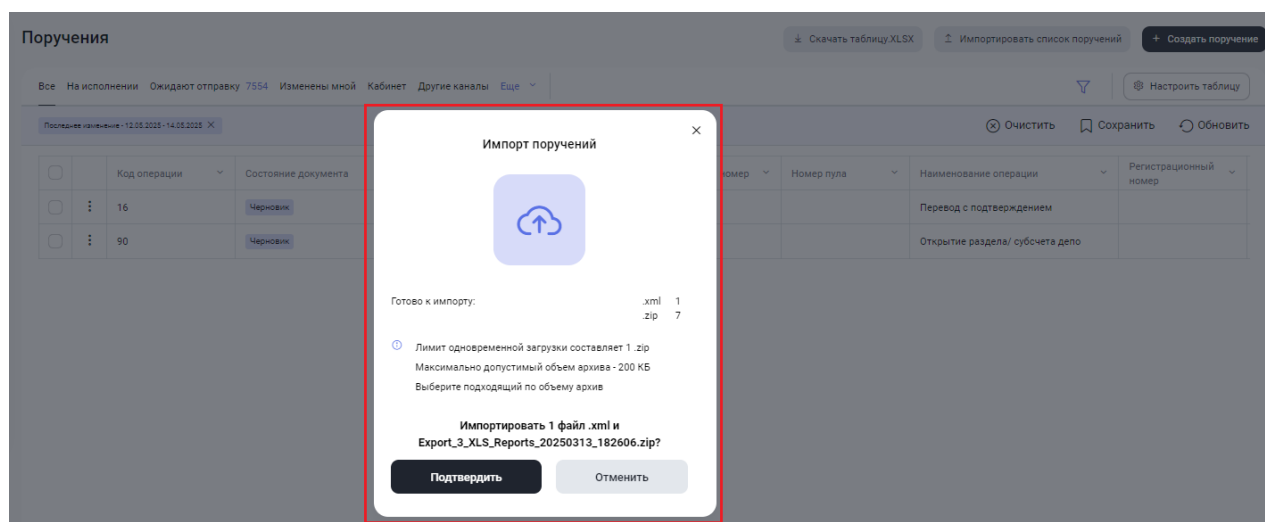 Поручения
Скачать таблицу.XLSX
Импортировать список поручений
+ Создать поручение
Все На исполнении Ожидают отправку 7554 Изменены мной Кабинет Другие каналы Еще
Настроить таблицу
Последнее изменение - 12.05.2025 - 14.05.2025
Очистить Сохранить Обновить
Код операции Состояние документа номер Номер пула Наименование операции Регистрационный
номер
16 Черновик Перевод с подтверждением
90 Черновик Открытие раздела/ субсчета депо
Импорт поручений
Готово к импорту: .xml 1
.zip 7
Лимит одновременной загрузки составляет 1 .zip
Максимально допустимый объем архива - 200 КБ
Выберите подходящий по объему архив
Импортировать 1 файл .xml и
Export_3_XLS_Reports_20250313_182606.zip?
Подтвердить Отменить